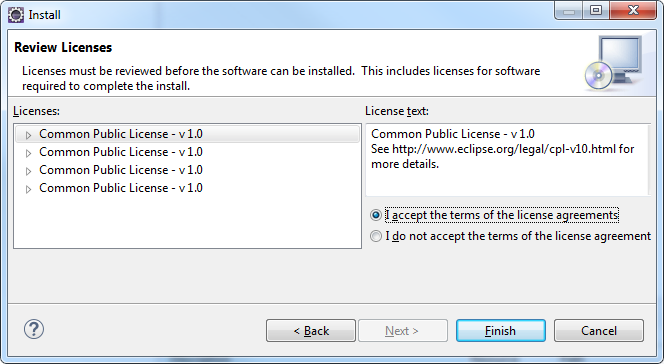 Install
Review Licenses
Licenses must be reviewed before the software can be installed. This includes licenses for software
required to complete the install.
Licenses:
License text:
Common Public License - v 1.0
Common Public License - v 1.0
Common Public License - v 1.0
Common Public License - v 1.0
Common Public License - v 1.0
See http://www.eclipse.org/legal/cpl-v10.html for
more details.
I accept the terms of the license agreements
I do not accept the terms of the license agreement
?
< Back
Next >
Finish
Cancel